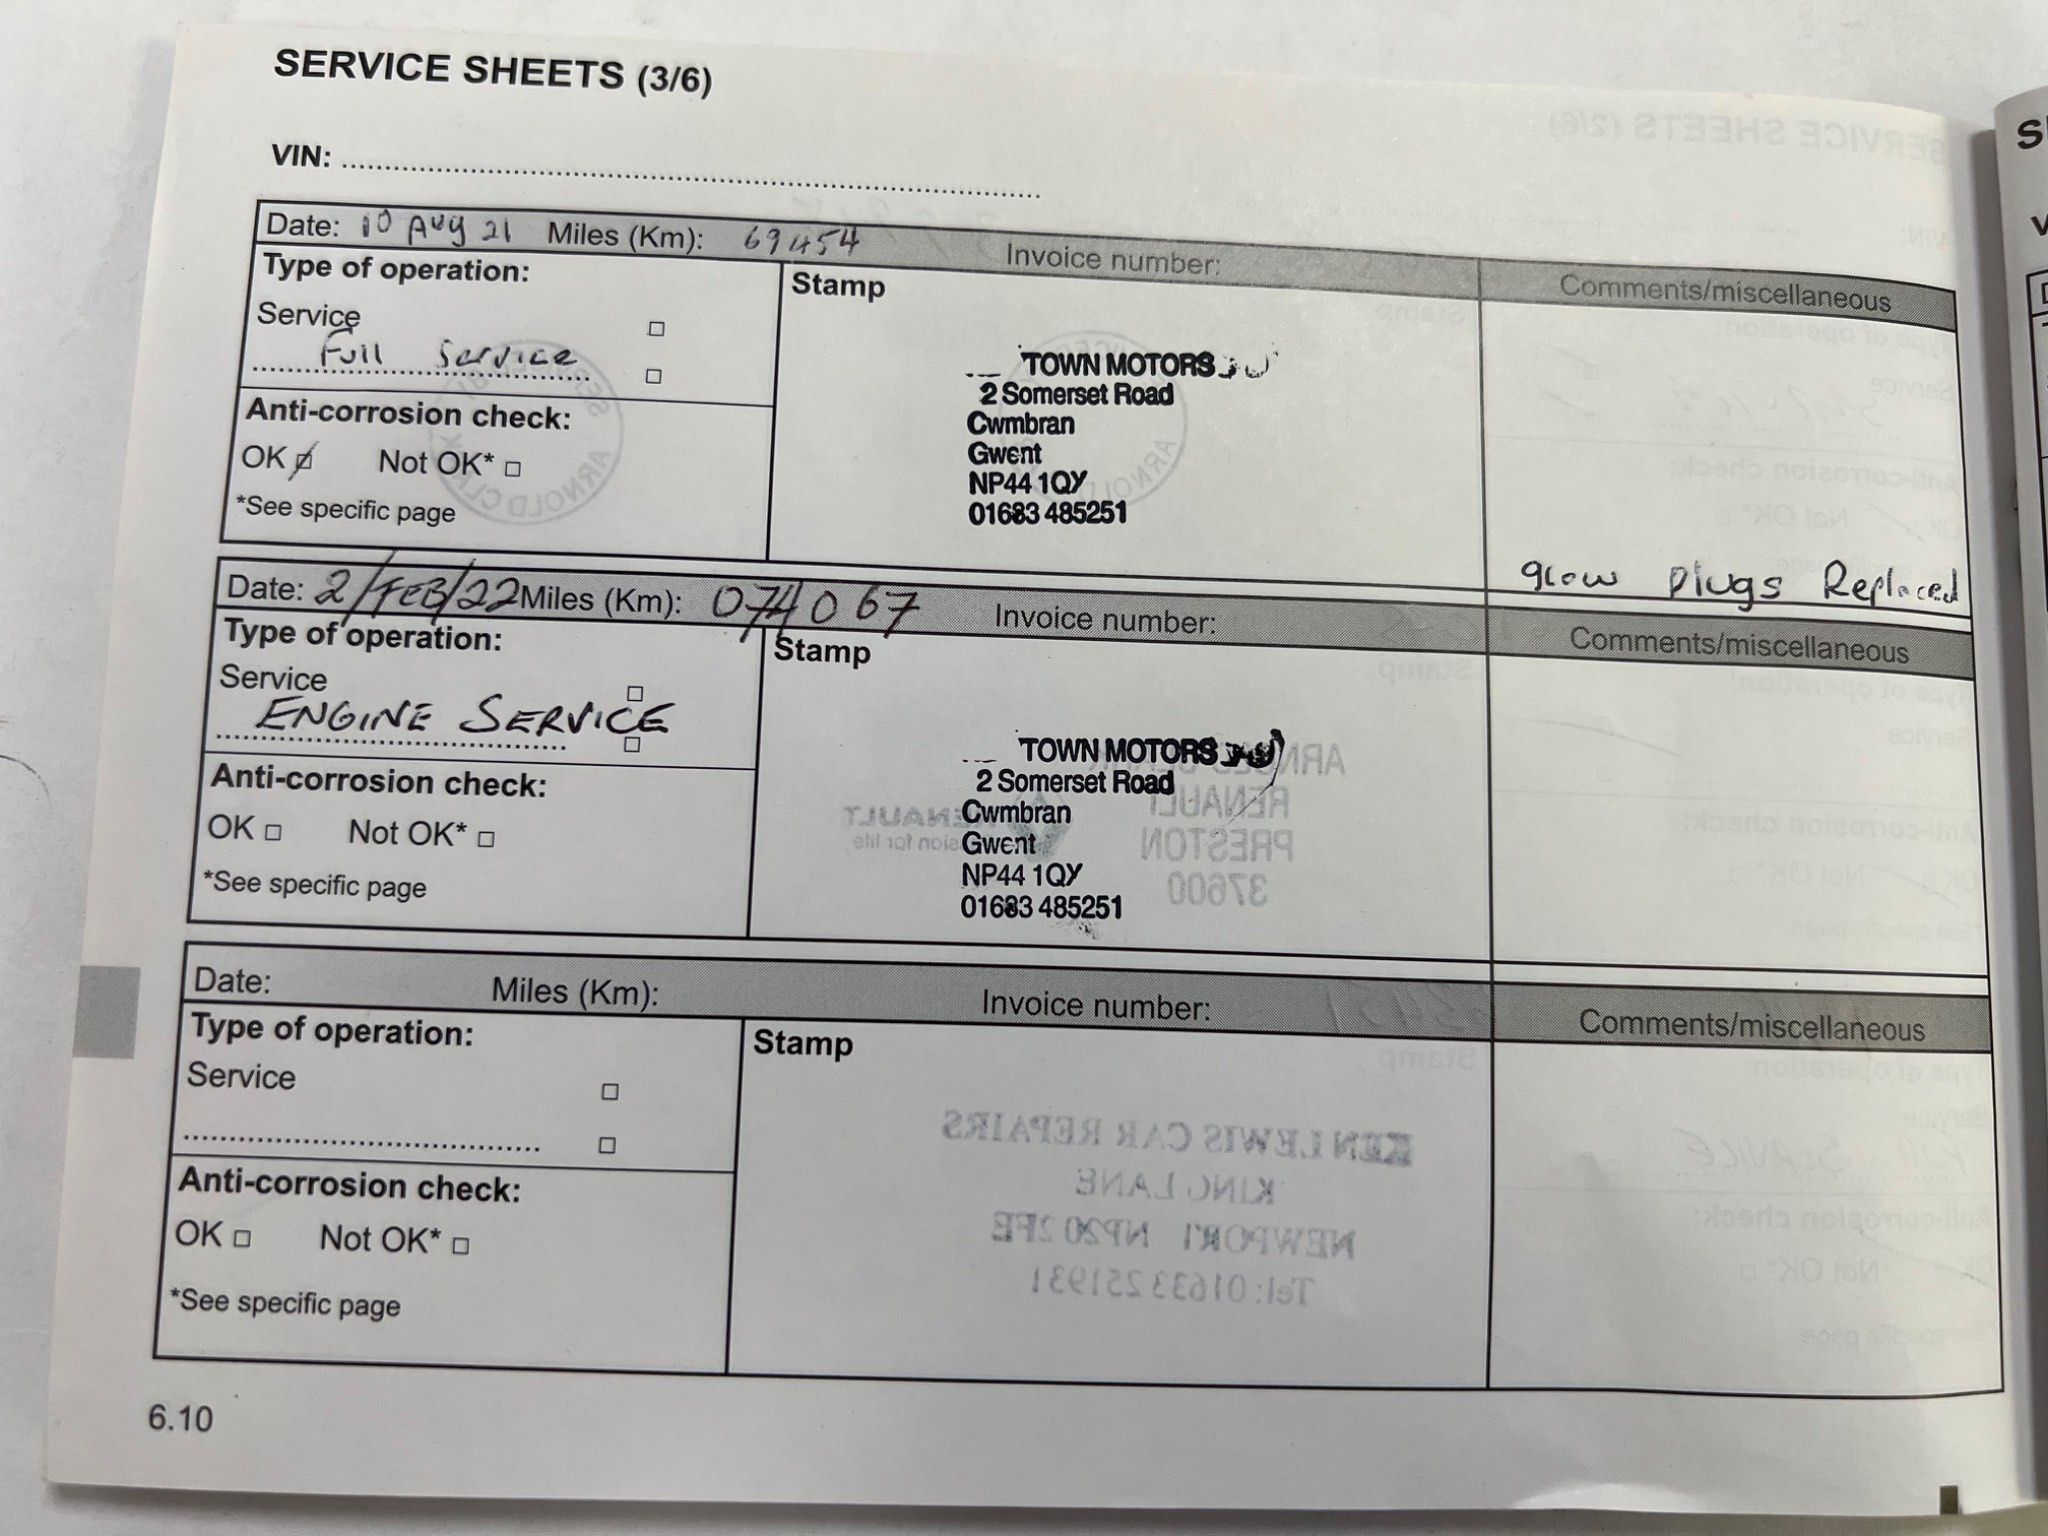 SERVICE SHEETS (3/6)
VIN:
Date: 10 Aug 21 Miles (Km): 69454 Invoice number: Comments/miscellaneous
Type of operation:
Stamp
Service
Full Service
TOWN MOTORS
2 Somerset Road
Cwmbran
Gwent
NP44 1QY
01683 485251
Anti-corrosion check:
OK Not OK*
*See specific page
Glow Plugs Replaced
Date: 2/FEB/22 Miles (Km): 074067 Invoice number: Comments/miscellaneous
Type of operation:
Stamp
Service
ENGINE SERVICE
TOWN MOTORS
2 Somerset Road
Cwmbran
Gwent
NP44 1QY
01683 485251
Anti-corrosion check:
OK Not OK*
*See specific page
Date: Miles (Km): Invoice number: Comments/miscellaneous
Type of operation:
Stamp
Service
Anti-corrosion check:
OK Not OK*
*See specific page
6.10